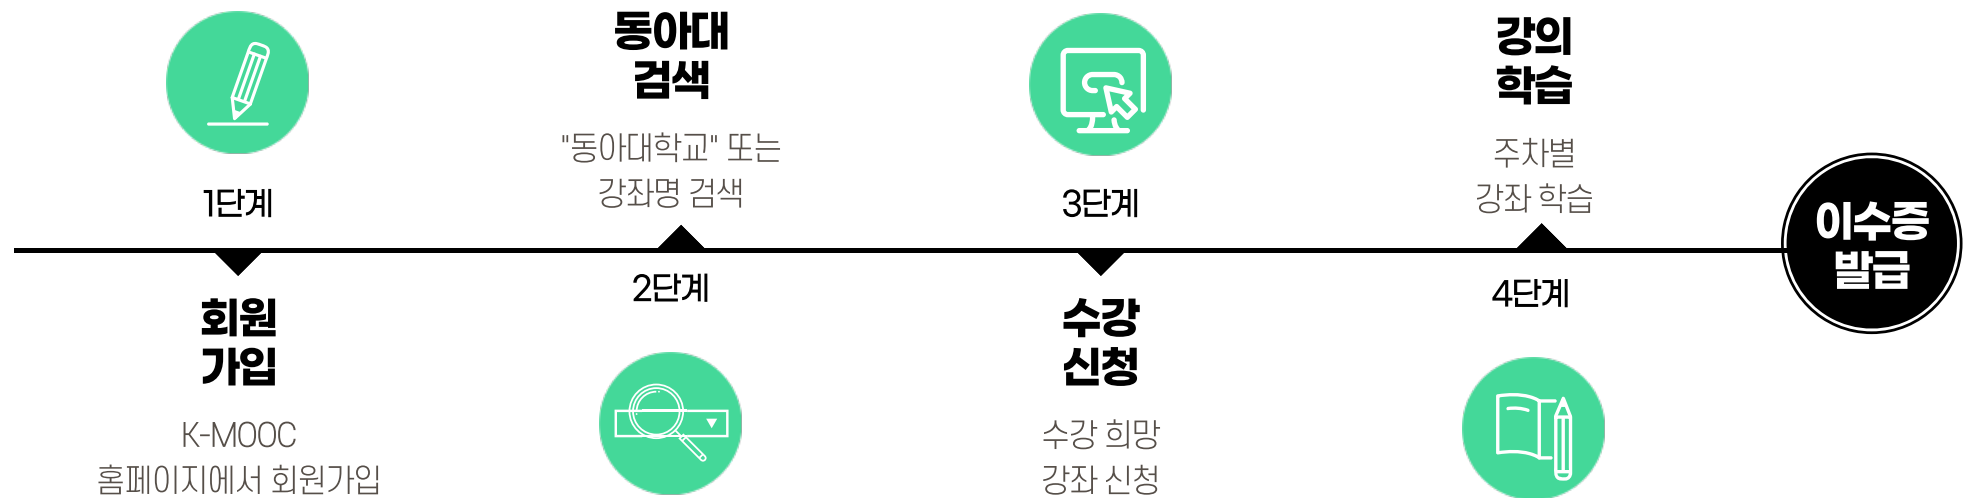 1단계
회원
가입
K-MOOC
홈페이지에서 회원가입
동아대
검색
"동아대학교" 또는
강좌명 검색
2단계
3단계
수강
신청
수강 희망
강좌 신청
강의
학습
주차별
강좌 학습
4단계
이수증
발급